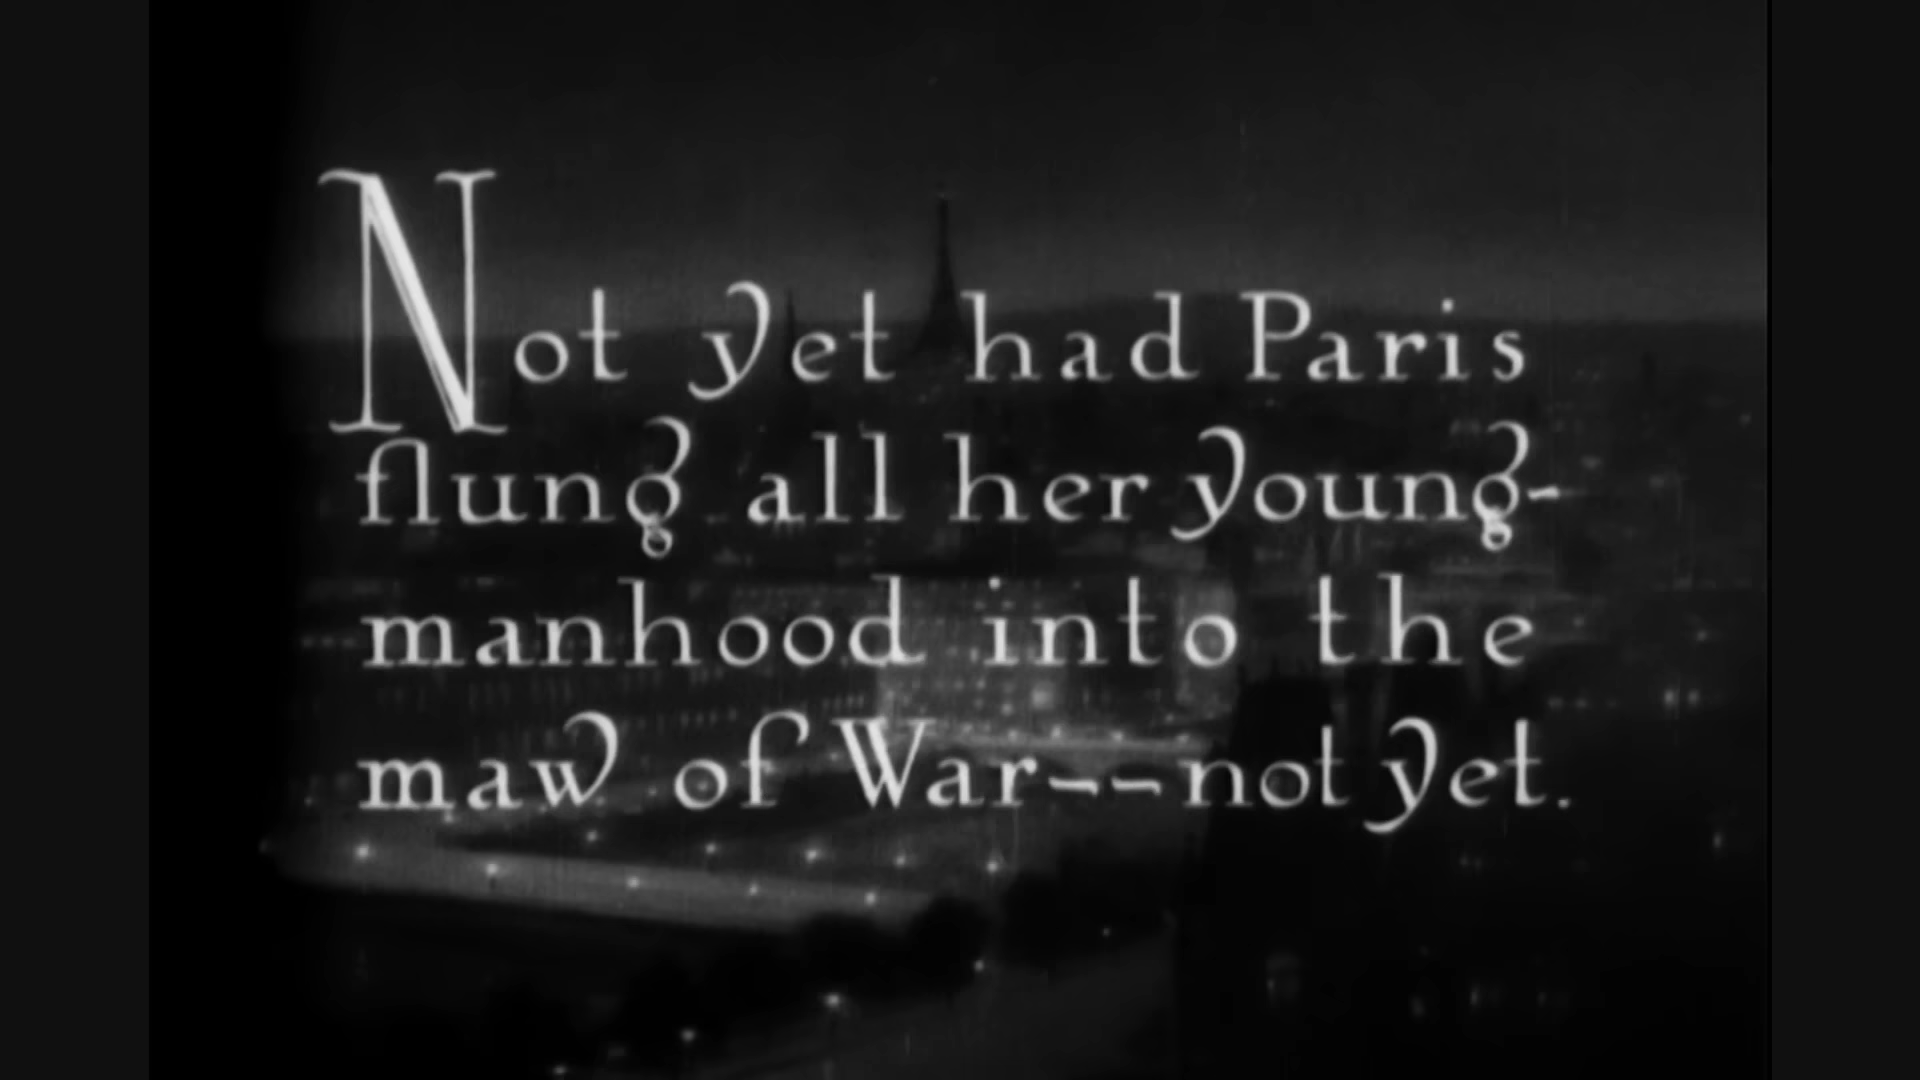 Not yet had Paris
flung all her young-
manhood into the
maw of War--not yet.